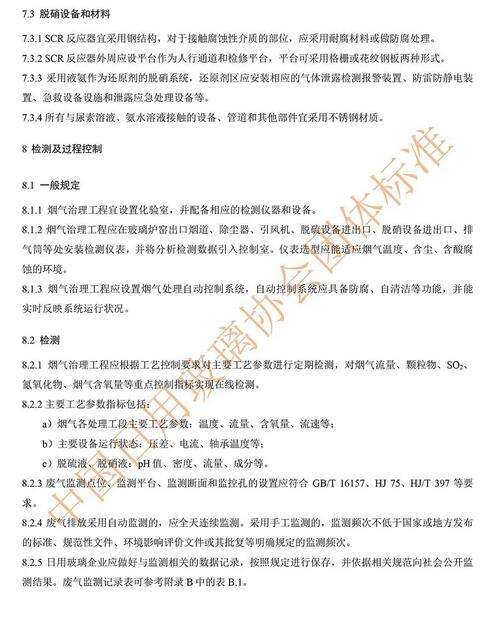 7.3 脱硝设备和材料
7.3.1 SCR 反应器宜采用钢结构，对于接触腐蚀性介质的部位，应采用耐腐材料或做防腐处理。
7.3.2 SCR 反应器外周应设平台作为人行通道和检修平台，平台可采用格栅或花纹钢板两种形式。
7.3.3 采用液氨作为还原剂的脱硝系统，还原剂区应安装相应的气体泄露检测报警装置、防雷防静电装
置、急救设备设施和泄露应急处理设备等。
7.3.4 所有与尿素溶液、氨水溶液接触的设备、管道和其他部件宜采用不锈钢材质。
8 检测及过程控制
8.1 一般规定
8.1.1 烟气治理工程宜设置化验室，并配备相应的检测仪器和设备。
8.1.2 烟气治理工程应在玻璃炉窑出口烟道、除尘器、引风机、脱硫设备进出口、脱硝设备进出口、排
气筒等处安装检测仪表，并将分析检测数据引入控制室。仪表选型应能适应烟气温度、含尘、含酸腐
蚀的环境。
8.1.3 烟气治理工程应设置烟气处理自动控制系统，自动控制系统应具备防腐、自清洁等功能，并能
实时反映系统运行状况。
8.2 检测
8.2.1 烟气治理工程应根据工艺控制要求对主要工艺参数进行定期检测，对烟气流量、颗粒物、SO₂、
氮氧化物、烟气含氧量等重点控制指标实现在线检测。
8.2.2 主要工艺参数指标包括：
a）烟气各处理工段主要工艺参数：温度、流量、含氧量、流速等；
b）主要设备运行状态：压差、电流、轴承温度等；
c）脱硫液、脱硝液：pH 值、密度、流量、成分等。
8.2.3 废气监测点位、监测平台、监测断面和监控孔的设置应符合 GB/T 16157、HJ 75、HJ/T 397 等要
求。
8.2.4 废气排放采用自动监测的，应全天连续监测。采用手工监测的，监测频次不低于国家或地方发布
的标准、规范性文件、环境影响评价文件或其批复等明确规定的监测频次。
8.2.5 日用玻璃企业应做好与监测相关的数据记录，按照规定进行保存，并依据相关规范向社会公开监
测结果。废气监测记录表可参考附录 B 中的表 B.1。
中国日用玻璃协会团体标准